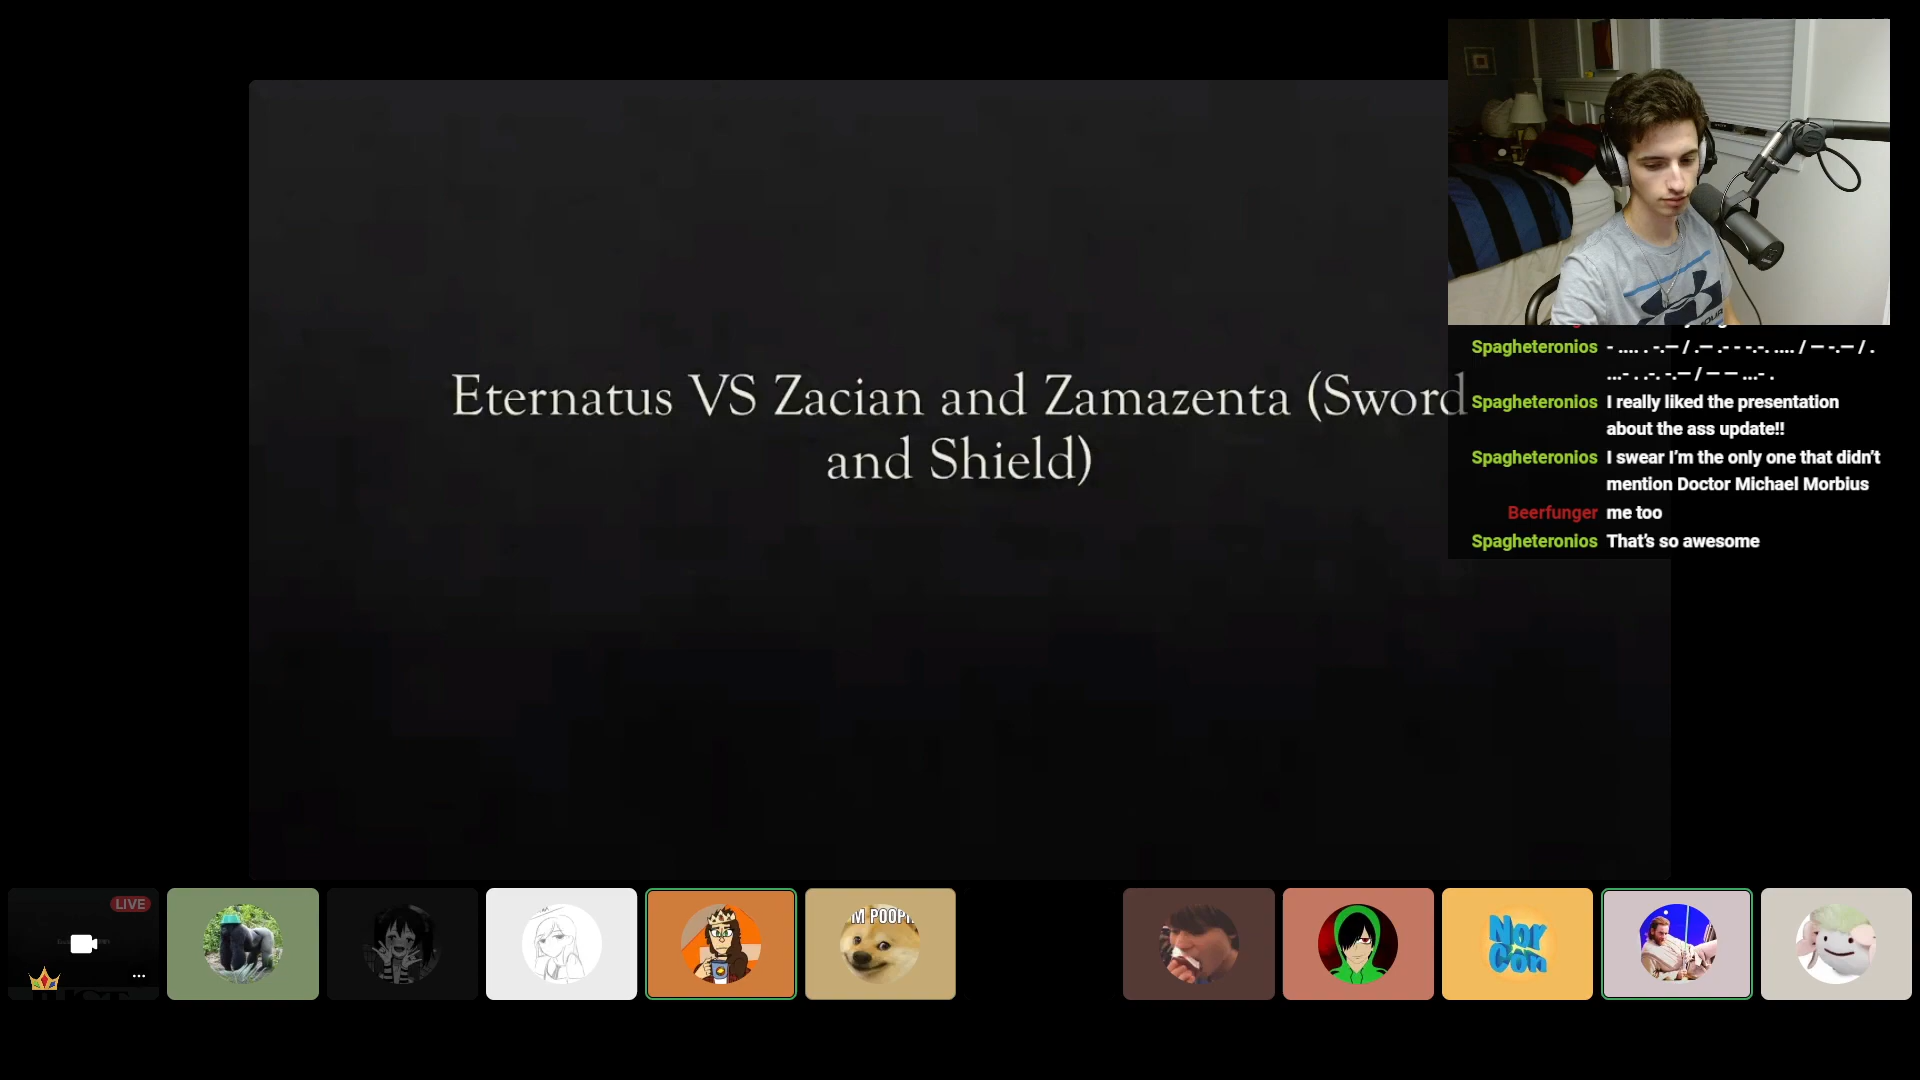 Eternatus VS Zacian and Zamazenta (Sword
and Shield)
Spagheteronios - .... . -.— / .— .- - -.-. .... / — -.— / .
...- . .-. -.— / — — ...- .
Spagheteronios I really liked the presentation
about the ass update!!
Spagheteronios I swear I’m the only one that didn’t
mention Doctor Michael Morbius
Beerfunger me too
Spagheteronios That’s so awesome
LIVE
M POOPI
Nor
Con